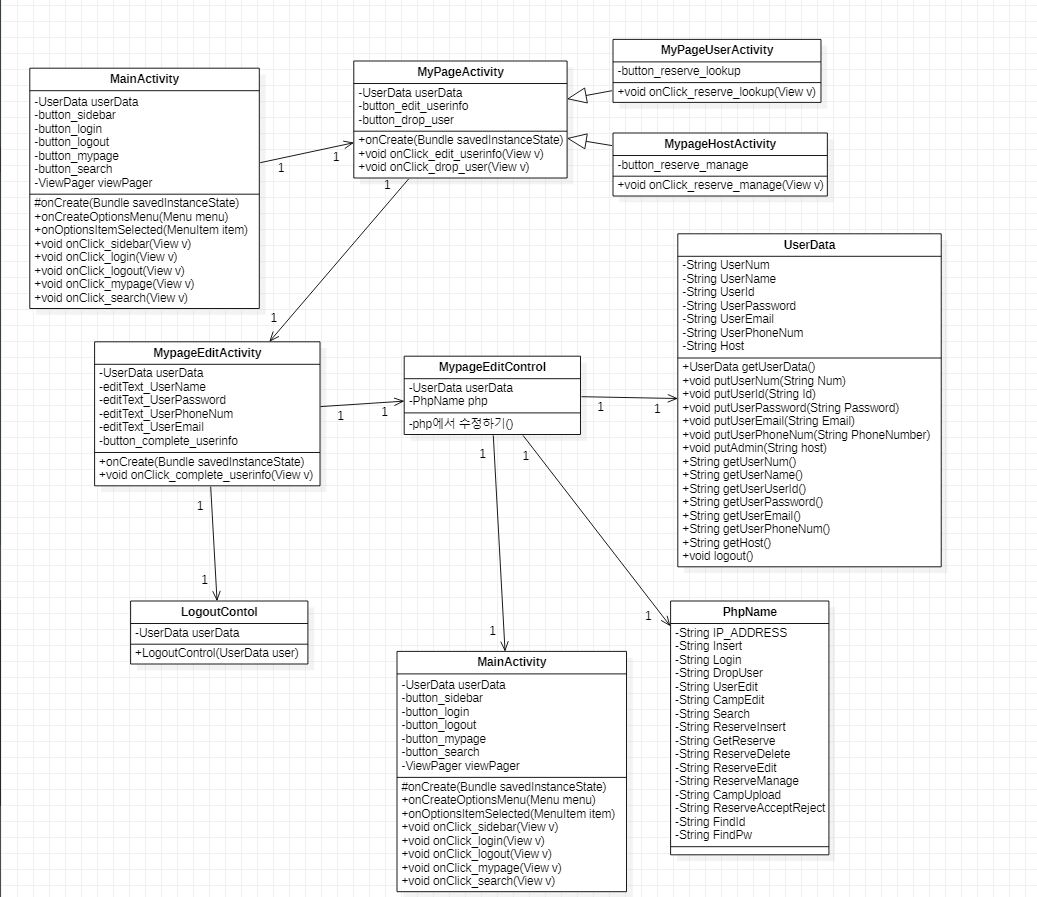 MainActivity
-UserData userData
-button_sidebar
-button_login
-button_logout
-button_mypage
-button_search
-ViewPager viewPager
#onCreate(Bundle savedInstanceState)
+onCreateOptionsMenu(Menu menu)
+onOptionsItemSelected(MenuItem item)
+void onClick_sidebar(View v)
+void onClick_login(View v)
+void onClick_logout(View v)
+void onClick_mypage(View v)
+void onClick_search(View v)
1
1
MyPageActivity
-UserData userData
-button_edit_userinfo
-button_drop_user
+onCreate(Bundle savedInstanceState)
+void onClick_edit_userinfo(View v)
+void onClick_drop_user(View v)
MyPageUserActivity
-button_reserve_lookup
+void onClick_reserve_lookup(View v)
MypageHostActivity
-button_reserve_manage
+void onClick_reserve_manage(View v)
1
1
MypageEditActivity
-UserData userData
-editText_UserName
-editText_UserPassword
-editText_UserPhoneNum
-editText_UserEmail
-button_complete_userinfo
+onCreate(Bundle savedInstanceState)
+void onClick_complete_userinfo(View v)
1
1
MypageEditControl
-UserData userData
-PhpName php
-php에서 수정하기()
1
1
UserData
-String UserNum
-String UserName
-String UserId
-String UserPassword
-String UserEmail
-String UserPhoneNum
-String Host
+UserData getUserData()
+void putUserNum(String Num)
+void putUserId(String Id)
+void putUserPassword(String Password)
+void putUserEmail(String Email)
+void putUserPhoneNum(String PhoneNumber)
+void putAdmin(String host)
+String getUserNum()
+String getUserName()
+String getUserUserId()
+String getUserPassword()
+String getUserEmail()
+String getUserPhoneNum()
+String getHost()
+void logout()
1
1
LogoutContol
-UserData userData
+LogoutControl(UserData user)
1
1
MainActivity
-UserData userData
-button_sidebar
-button_login
-button_logout
-button_mypage
-button_search
-ViewPager viewPager
#onCreate(Bundle savedInstanceState)
+onCreateOptionsMenu(Menu menu)
+onOptionsItemSelected(MenuItem item)
+void onClick_sidebar(View v)
+void onClick_login(View v)
+void onClick_logout(View v)
+void onClick_mypage(View v)
+void onClick_search(View v)
1
1
PhpName
-String IP_ADDRESS
-String Insert
-String Login
-String DropUser
-String UserEdit
-String CampEdit
-String Search
-String ReserveInsert
-String GetReserve
-String ReserveDelete
-String ReserveEdit
-String ReserveManage
-String CampUpload
-String ReserveAcceptReject
-String FindId
-String FindPw